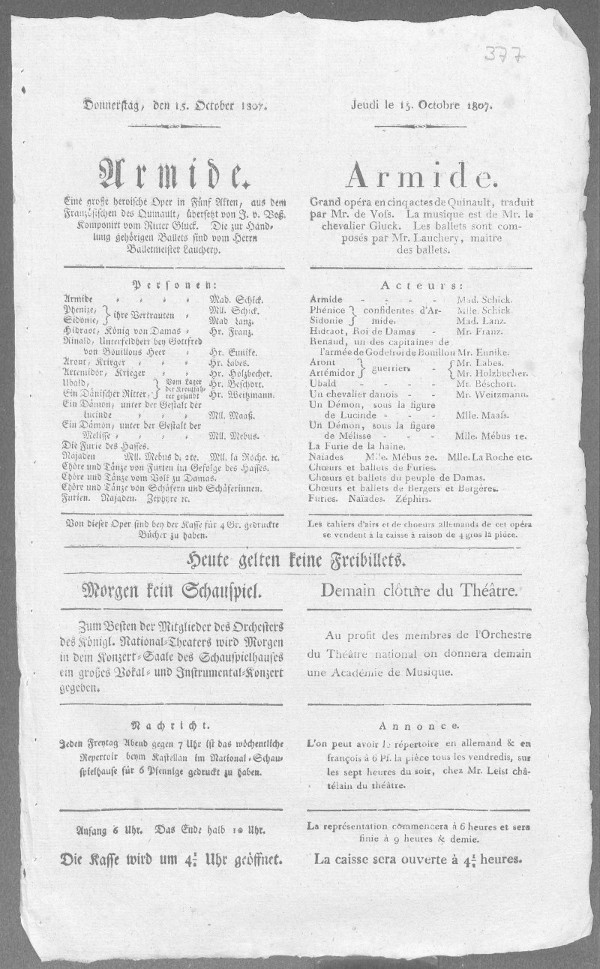 377
Donnerstag, den 15. October 1807.
Armide.
Eine große heroische Oper in Fünf Akten, aus dem
Französischen des Quinault, übersetzt von J. v. Voß.
Komponirt vom Ritter Gluck. Die zur Hand-
lung gehörigen Ballets sind vom Herrn
Balletmeister Lauchery.
Personen:
Armide - - - - Mad. Schick.
Phenize, } ihre Vertrauten - Mll. Schick.
Sidonie, Mad Lanz.
Hidraot, König von Damas - Hr. Franz.
Rinald, Unterfeldherr bey Gottfried
von Bouillons Heer - Hr. Eunike.
Aront, Krieger - - Hr. Labes.
Artemidor, Krieger - - Hr. Holzbecher.
Ubald, } Vom Lager der Kreuzfahrer gesandt Hr. Beschort.
Ein Dänischer Ritter, Hr. Weitzmann.
Ein Dämon, unter der Gestalt der
Lucinde - - - Mll. Maaß.
Ein Dämon, unter der Gestalt der
Melisse - - - Mll. Mebus.
Die Furie des Hasses.
Najaden Mll. Mebus d. 2te. Mll. la Roche. ec.
Chöre und Tänze von Furien im Gefolge des Hasses.
Chöre und Tänze vom Volk zu Damas.
Chöre und Tänze von Schäfern und Schäferinnen.
Furien. Najaden. Zephyre ec.
Von dieser Oper sind bey der Kasse für 4 Gr. gedruckte
Bücher zu haben.
Jeudi le 15. Octobre 1807.
Armide.
Grand opéra en cinq actes de Quinault, traduit
par Mr. de Voſs. La musique est de Mr. le
chevalier Gluck. Les ballets sont com-
posés par Mr. Lauchery, maitre
des ballets.
Acteurs:
Armide - - - - Mad. Schick.
Phénice } confidentes d'Ar- Mlle. Schick.
Sidonie mide. - Mad. Lanz.
Hidraot, Roi de Damas - Mr. Franz.
Renaud, un des capitaines de
l'armée de Godefroi de Bouillon Mr. Eunike.
Aront } guerriers - { Mr. Labes.
Artémidor Mr. Holzbecher.
Ubald - - - - Mr. Béschort.
Un chevalier danois - - Mr. Weitzmann.
Un Démon, sous la figure
de Lucinde - - - Mlle. Maaſs.
Un Démon, sous la figure
de Mélisse - - - Mlle. Mébus 1e.
La Furie de la haine.
Naïades Mlle. Mébus 2e. Mlle. La Roche etc.
Chœurs et ballets de Furies.
Chœurs et ballets du peuple de Damas.
Chœurs et ballets de Bergers et Bergères.
Furies. Naïades. Zéphirs.
Les cahiers d'airs et de chœurs allemands de cet opéra
se vendent à la caisse à raison de 4 gros la pièce.
Heute gelten keine Freibillets.
Morgen kein Schauspiel.
Zum Besten der Mitglieder des Orchesters
des Königl. National-Theaters wird Morgen
in dem Konzert-Saale des Schauspielhauses
ein großes Vokal- und Instrumental-Konzert
gegeben.
Nachricht.
Jeden Freytag Abend gegen 7 Uhr ist das wöchentliche
Repertoir beym Kastellan im National-Schau-
spielhause für 6 Pfennige gedruckt zu haben.
Anfang 6 Uhr. Das Ende halb 10 Uhr.
Die Kasse wird um 4½ Uhr geöffnet.
Demain clôture du Théâtre.
Au profit des membres de l'Orchestre
du Théâtre national on donnera demain
une Académie de Musique.
Annonce.
L'on peut avoir le répertoire en allemand & en
français à 6 Pf. la pièce tous les vendredis, sur
les sept heures du soir, chez Mr. Leist châ-
télain du théatre.
La représentation commencera à 6 heures et sera
finie à 9 heures & demie.
La caisse sera ouverte à 4½ heures.